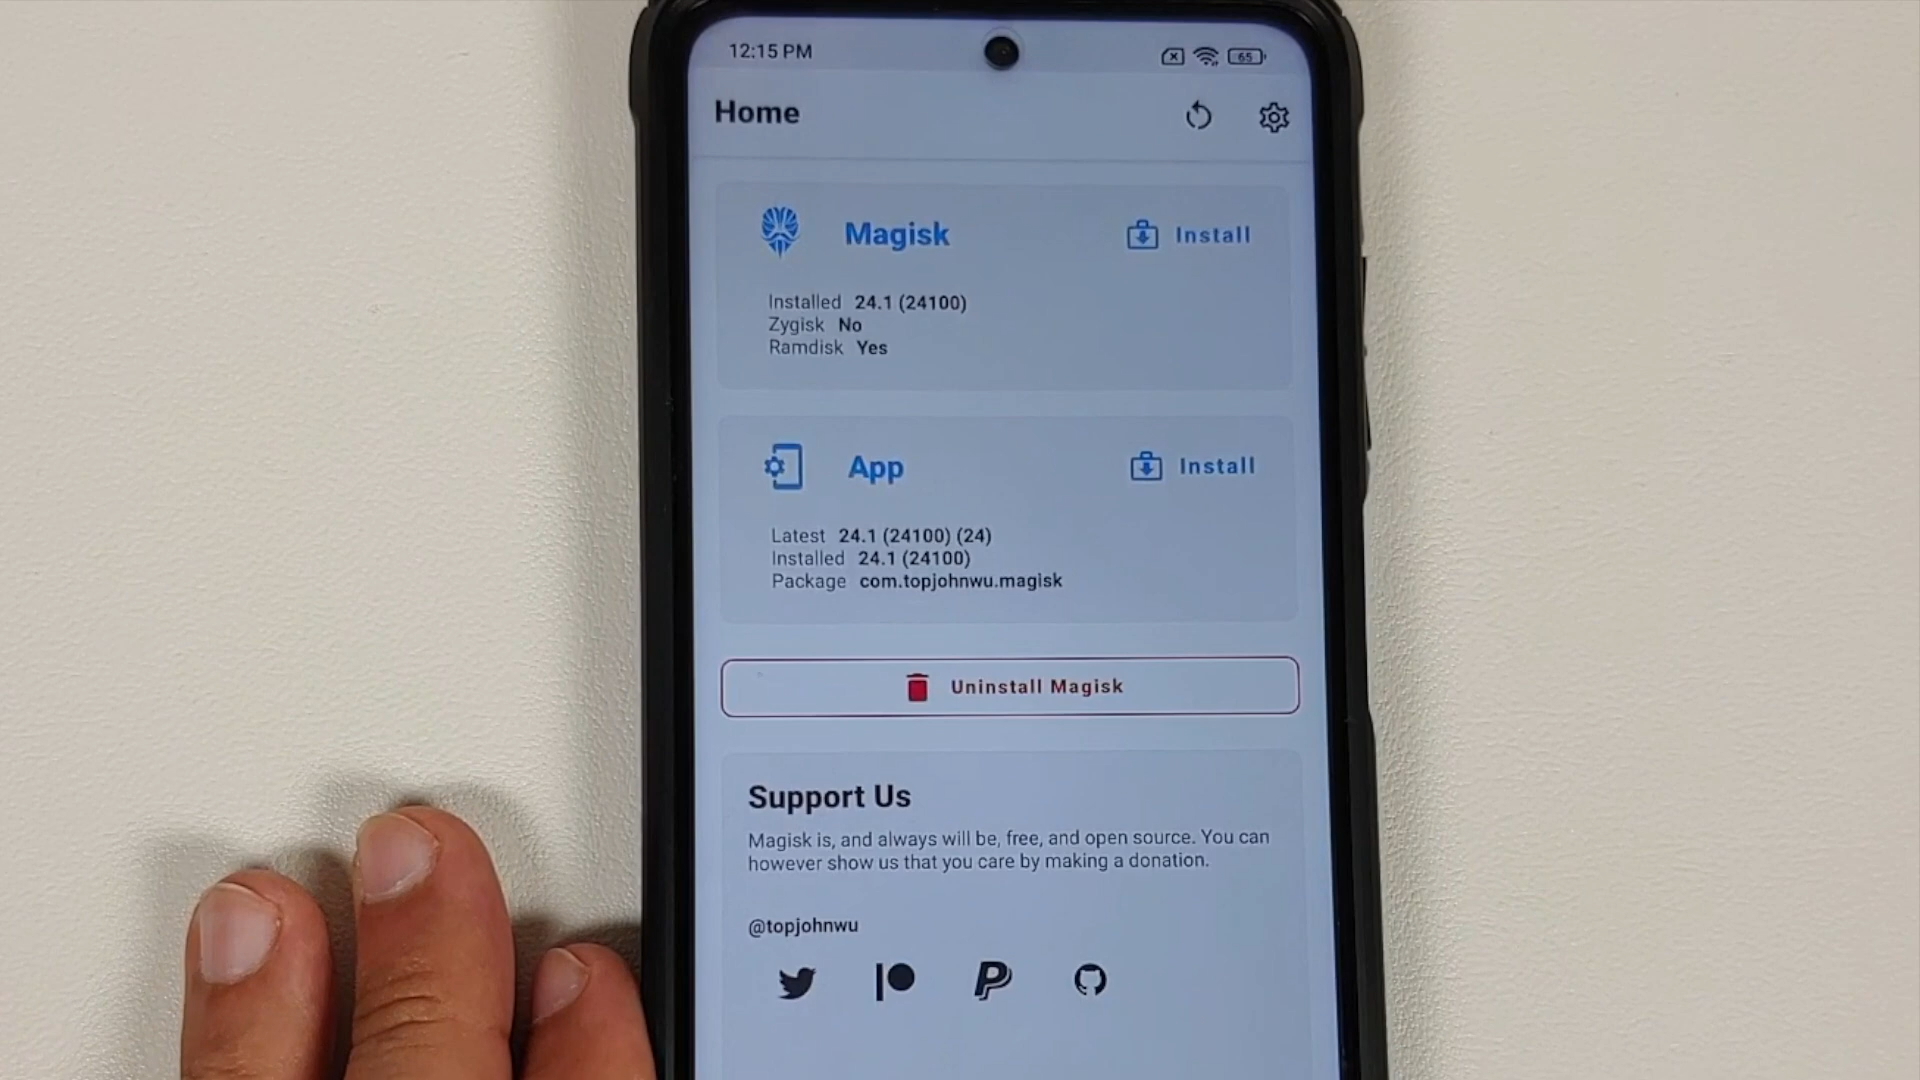 12:15 PM
65
Home
Magisk
Install
Installed 24.1 (24100)
Zygisk No
Ramdisk Yes
App
Install
Latest 24.1 (24100) (24)
Installed 24.1 (24100)
Package com.topjohnwu.magisk
Uninstall Magisk
Support Us
Magisk is, and always will be, free, and open source. You can
however show us that you care by making a donation.
@topjohnwu